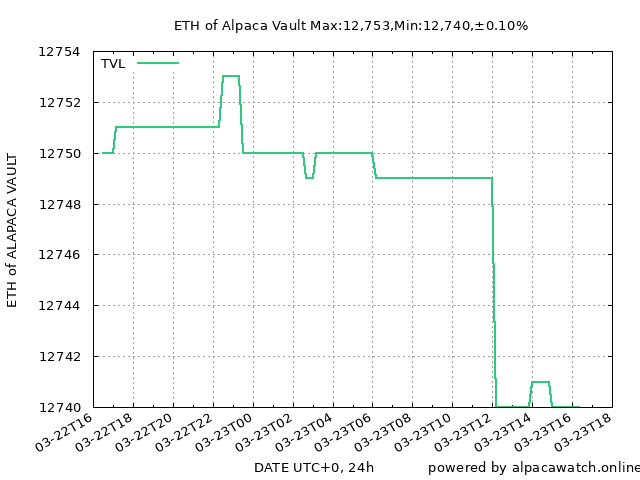 ETH of Alpaca Vault Max:12,753,Min:12,740,±0.10%
TVL
12754
12752
12750
12748
12746
12744
12742
12740
ETH of ALAPACA VAULT
03-22T16
03-22T18
03-22T20
03-22T22
03-23T00
03-23T02
03-23T04
03-23T06
03-23T08
03-23T10
03-23T12
03-23T14
03-23T16
03-23T18
DATE UTC+0, 24h
powered by alpacawatch.online